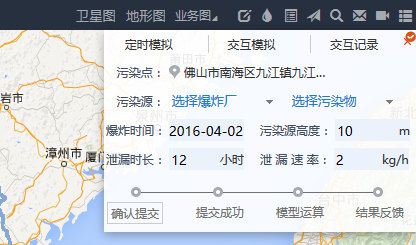 卫星图 地形图 业务图
定时模拟 交互模拟 交互记录
污染点： 佛山市南海区九江镇九江...
污染源： 选择爆炸厂 选择污染物
爆炸时间： 2016-04-02 污染源高度： 10 m
泄漏时长： 12 小时 泄漏速率： 2 kg/h
确认提交 提交成功 模型运算 结果反馈
岩市
漳州市
厦门
台中市